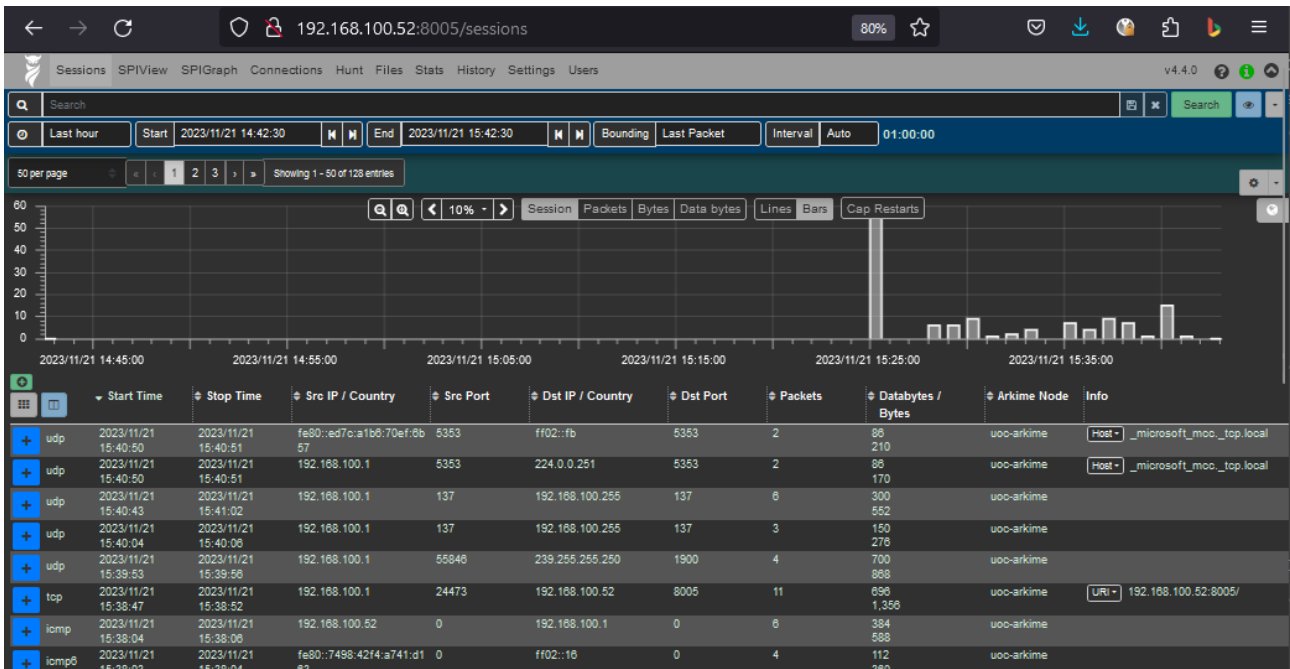 192.168.100.52:8005/sessions 80%
Sessions SPIView SPIGraph Connections Hunt Files Stats History Settings Users v4.4.0
Search Search
Last hour Start 2023/11/21 14:42:30 End 2023/11/21 15:42:30 Bounding Last Packet Interval Auto 01:00:00
50 per page « ‹ 1 2 3 › » Showing 1 - 50 of 128 entries
10% Session Packets Bytes Data bytes Lines Bars Cap Restarts
60
50
40
30
20
10
0
2023/11/21 14:45:00 2023/11/21 14:55:00 2023/11/21 15:05:00 2023/11/21 15:15:00 2023/11/21 15:25:00 2023/11/21 15:35:00
Start Time Stop Time Src IP / Country Src Port Dst IP / Country Dst Port Packets Databytes / Arkime Node Info
Bytes
udp 2023/11/21 2023/11/21 fe80::ed7c:a1b6:70ef:6b 5353 ff02::fb 5353 2 86 uoc-arkime Host _microsoft_mcc._tcp.local
15:40:50 15:40:51 57 210
udp 2023/11/21 2023/11/21 192.168.100.1 5353 224.0.0.251 5353 2 86 uoc-arkime Host _microsoft_mcc._tcp.local
15:40:50 15:40:51 170
udp 2023/11/21 2023/11/21 192.168.100.1 137 192.168.100.255 137 6 300 uoc-arkime
15:40:43 15:41:02 552
udp 2023/11/21 2023/11/21 192.168.100.1 137 192.168.100.255 137 3 150 uoc-arkime
15:40:04 15:40:06 276
udp 2023/11/21 2023/11/21 192.168.100.1 55846 239.255.255.250 1900 4 700 uoc-arkime
15:39:53 15:39:56 868
tcp 2023/11/21 2023/11/21 192.168.100.1 24473 192.168.100.52 8005 11 696 uoc-arkime URI 192.168.100.52:8005/
15:38:47 15:38:52 1,356
icmp 2023/11/21 2023/11/21 192.168.100.52 0 192.168.100.1 0 6 384 uoc-arkime
15:38:04 15:38:06 588
icmp6 2023/11/21 2023/11/21 fe80::7498:42f4:a741:d1 0 ff02::16 0 4 112 uoc-arkime